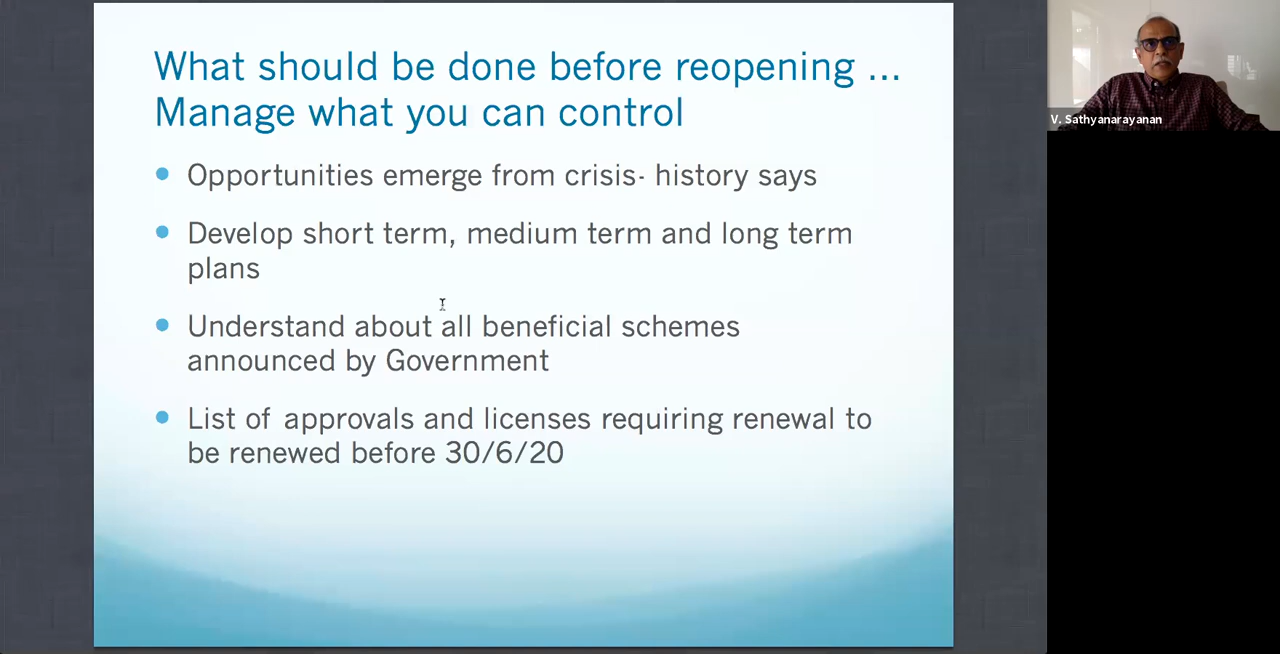 What should be done before reopening ...
Manage what you can control
Opportunities emerge from crisis- history says
Develop short term, medium term and long term
plans
Understand about all beneficial schemes
announced by Government
List of approvals and licenses requiring renewal to
be renewed before 30/6/20
V. Sathyanarayanan